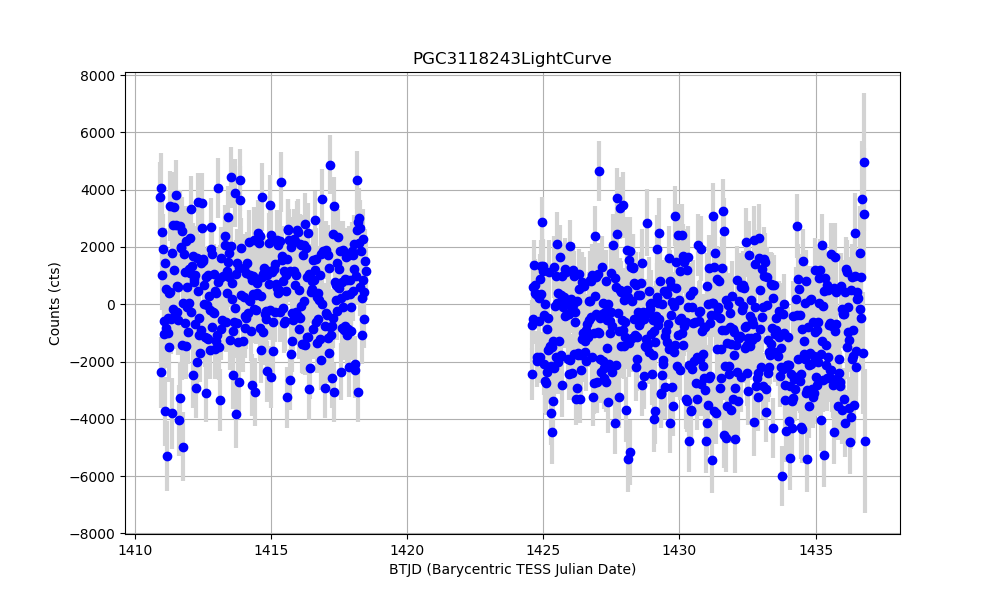 PGC3118243LightCurve
8000
6000
4000
2000
0
−2000
−4000
−6000
−8000
Counts (cts)
1410 1415 1420 1425 1430 1435
BTJD (Barycentric TESS Julian Date)